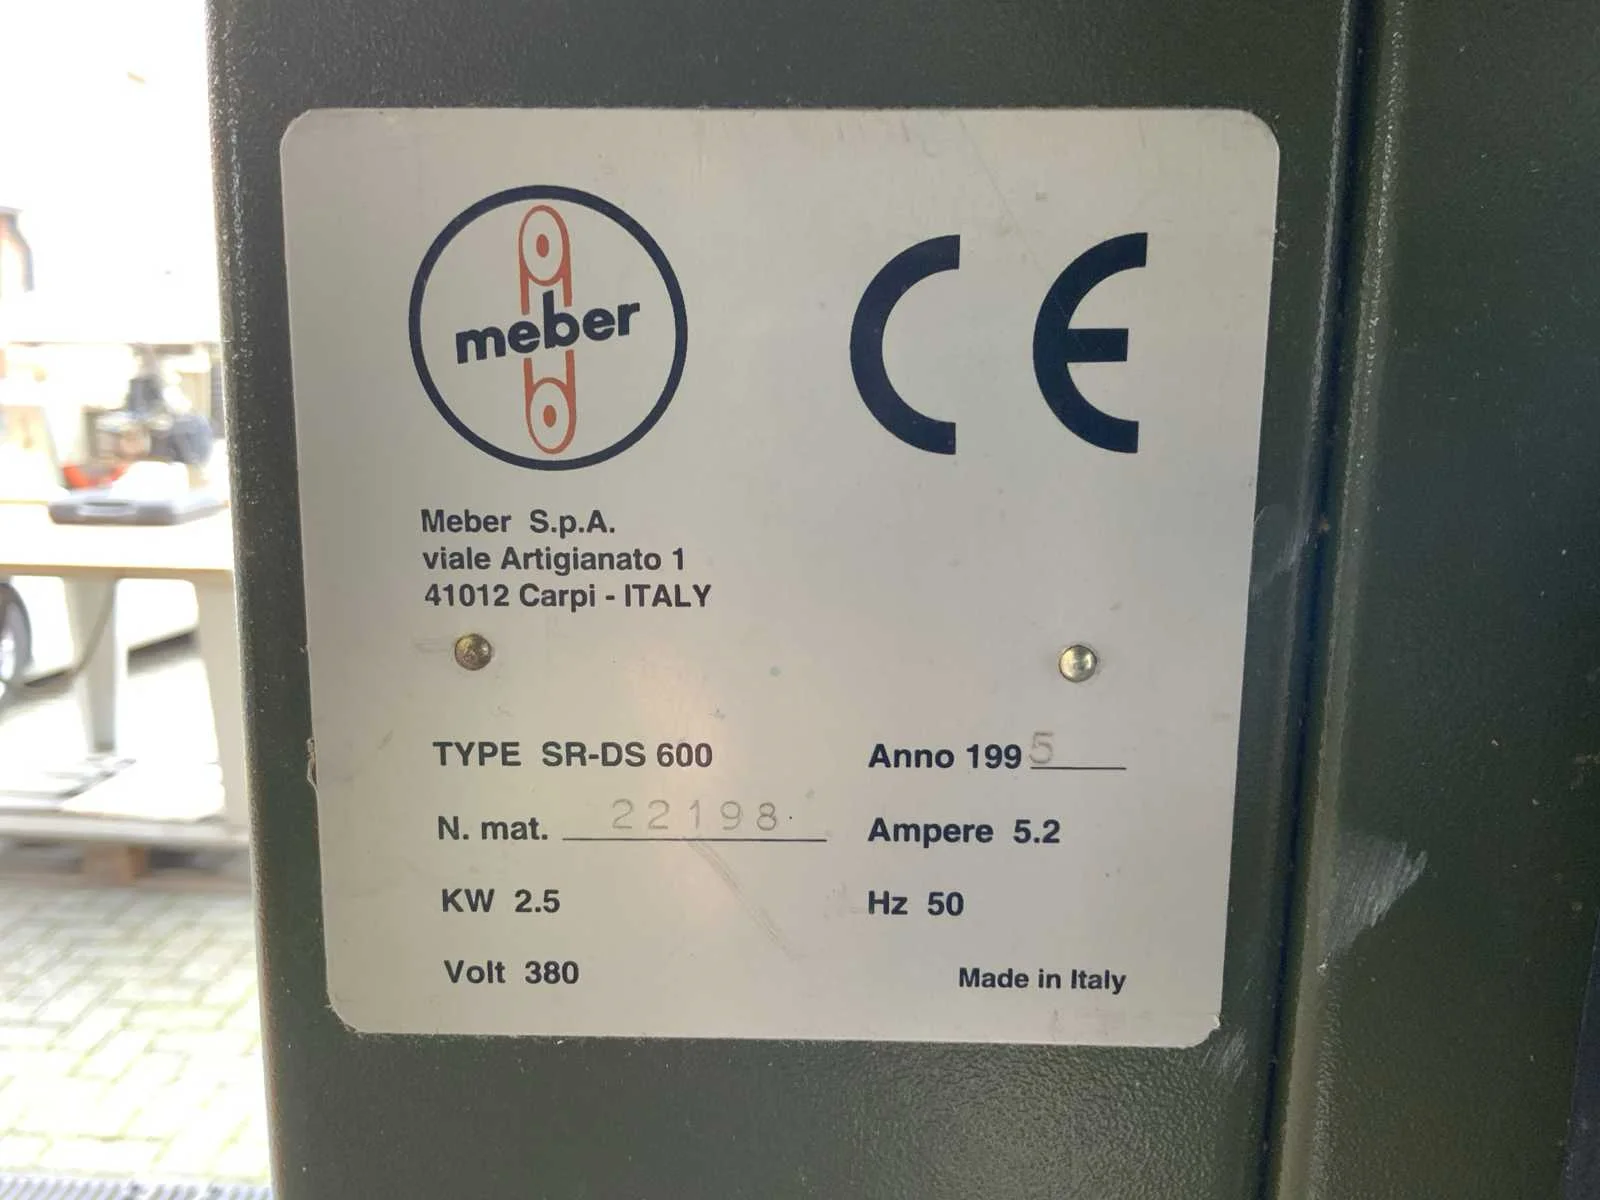 meber
CE
Meber S.p.A.
viale Artigianato 1
41012 Carpi - ITALY
TYPE SR-DS 600
Anno 1995
N. mat. 22198
Ampere 5.2
KW 2.5
Hz 50
Volt 380
Made in Italy